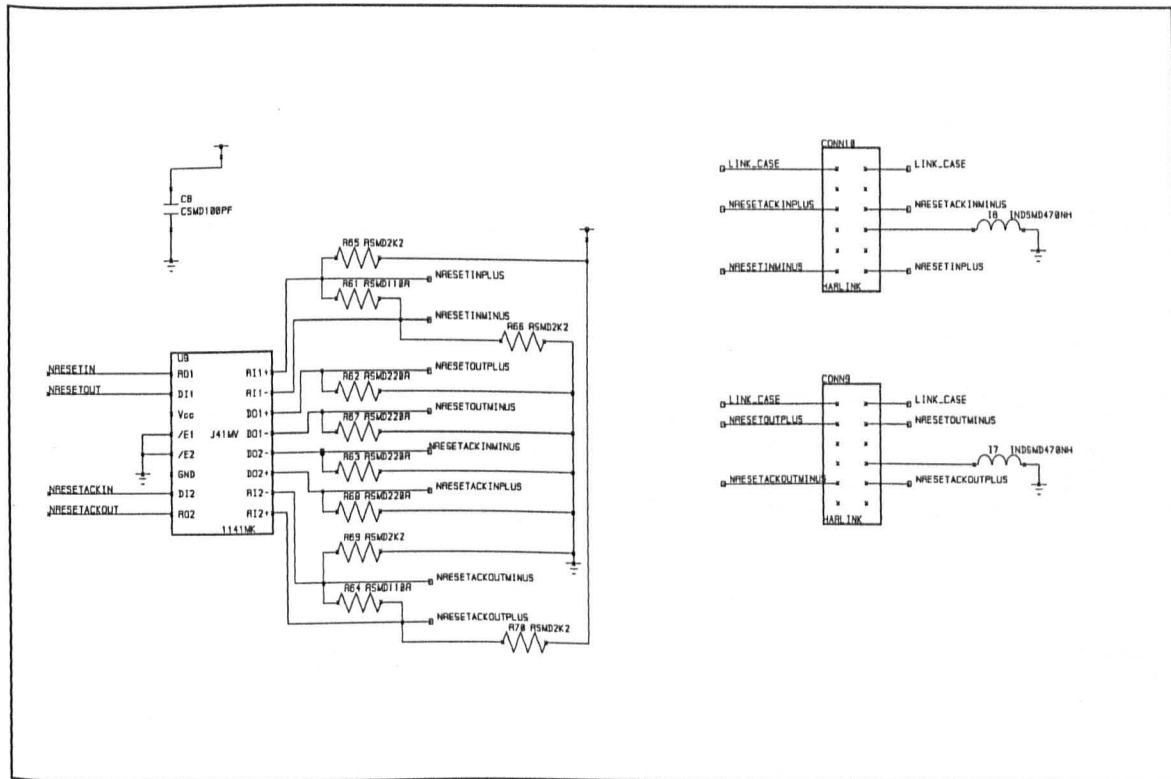 C8
CSMD100PF
R65 RSMD2K2
NRESETINPLUS
R61 RSMD110R
NRESETINMINUS
R66 RSMD2K2
U9
NRESETIN
RO1
RI1+
NRESETOUTPLUS
NRESETOUT
DI1
RI1-
R62 RSMD220R
Vcc
DO1+
NRESETOUTMINUS
/E1
J41MV
DO1-
R67 RSMD220R
/E2
DO2-
NRESETACKINMINUS
GND
DO2+
R63 RSMD220R
NRESETACKIN
DI2
RI2-
NRESETACKINPLUS
NRESETACKOUT
RO2
RI2+
R68 RSMD220R
1141MK
R69 RSMD2K2
NRESETACKOUTMINUS
R64 RSMD110R
NRESETACKOUTPLUS
R70 RSMD2K2
CONN10
LINK_CASE
LINK_CASE
NRESETACKINPLUS
NRESETACKINMINUS
I8 INDSMD470NH
NRESETINMINUS
NRESETINPLUS
HARLINK
CONN9
LINK_CASE
LINK_CASE
NRESETOUTPLUS
NRESETOUTMINUS
I7 INDSMD470NH
NRESETACKOUTMINUS
NRESETACKOUTPLUS
HARLINK